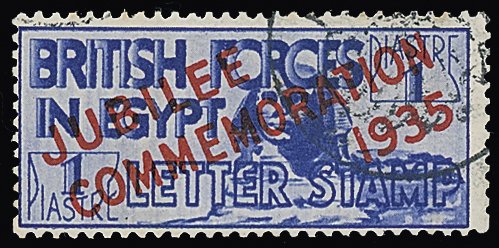 BRITISH FORCES
IN EGYPT
PIASTRE
1
JUBILEE
COMMEMORATION
1935
1
PIASTRE
LETTER STAMP